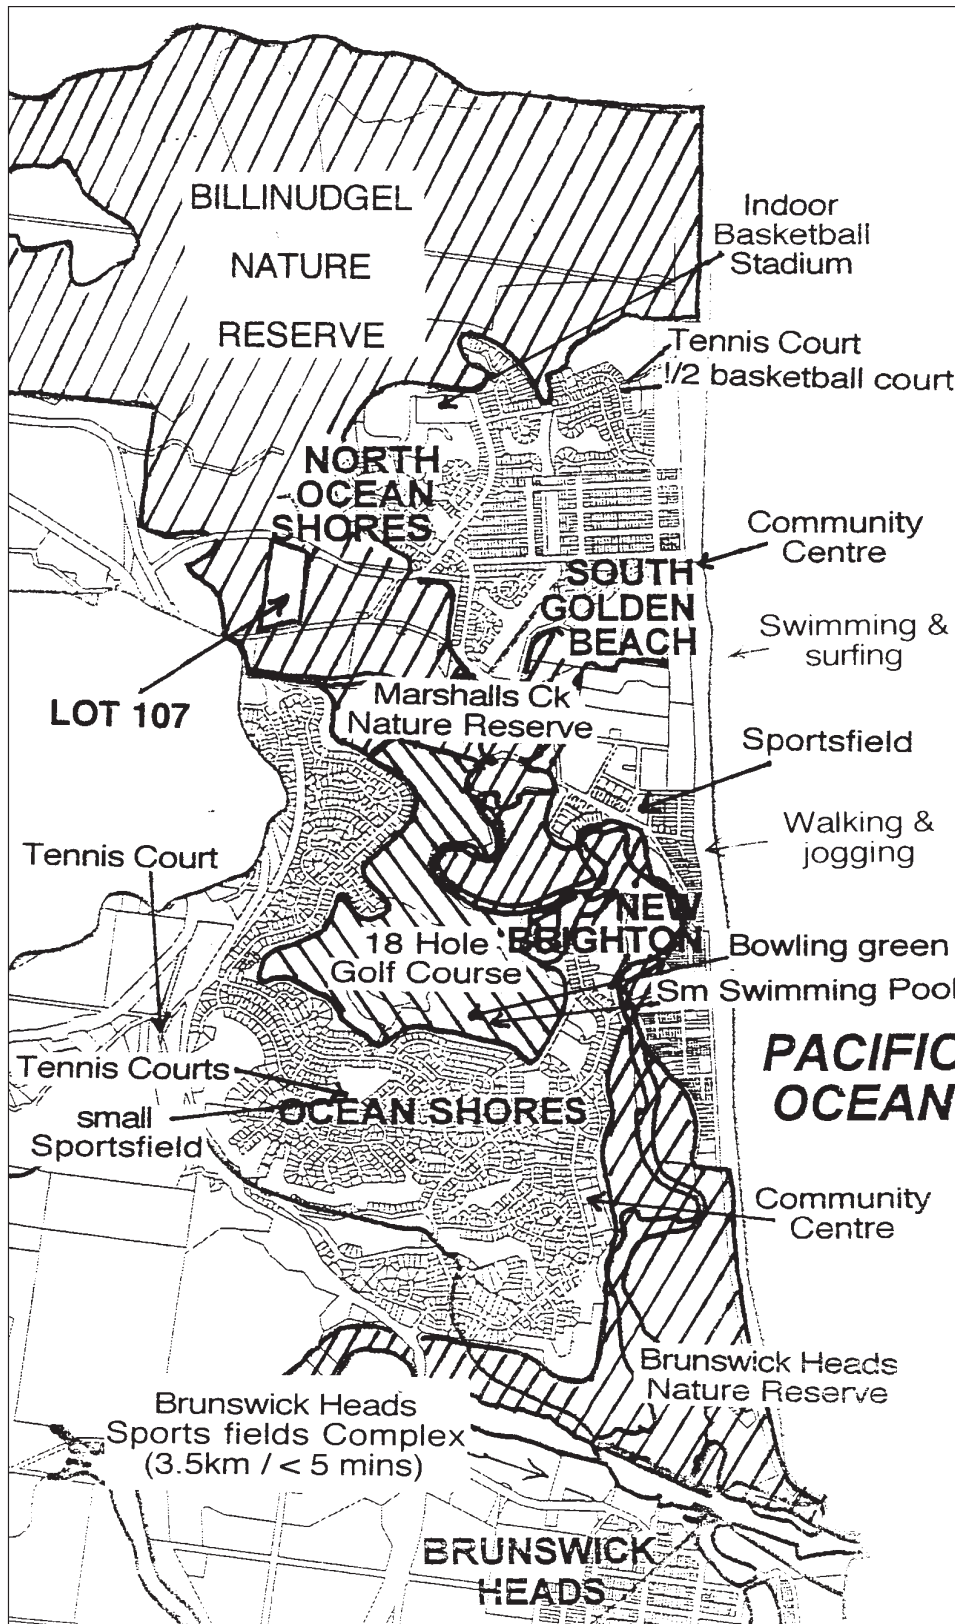 BILLINUDGEL
NATURE
RESERVE
Indoor
Basketball
Stadium
Tennis Court
!/2 basketball court
NORTH
OCEAN
SHORES
Community
Centre
SOUTH
GOLDEN
BEACH
Swimming &
surfing
LOT 107
Marshalls Ck
Nature Reserve
Sportsfield
Walking &
jogging
Tennis Court
NEW
BRIGHTON
18 Hole
Golf Course
Bowling green
Sm Swimming Pool
PACIFIC
OCEAN
Tennis Courts
small
Sportsfield
OCEAN SHORES
Community
Centre
Brunswick Heads
Nature Reserve
Brunswick Heads
Sports fields Complex
(3.5km / < 5 mins)
BRUNSWICK
HEADS